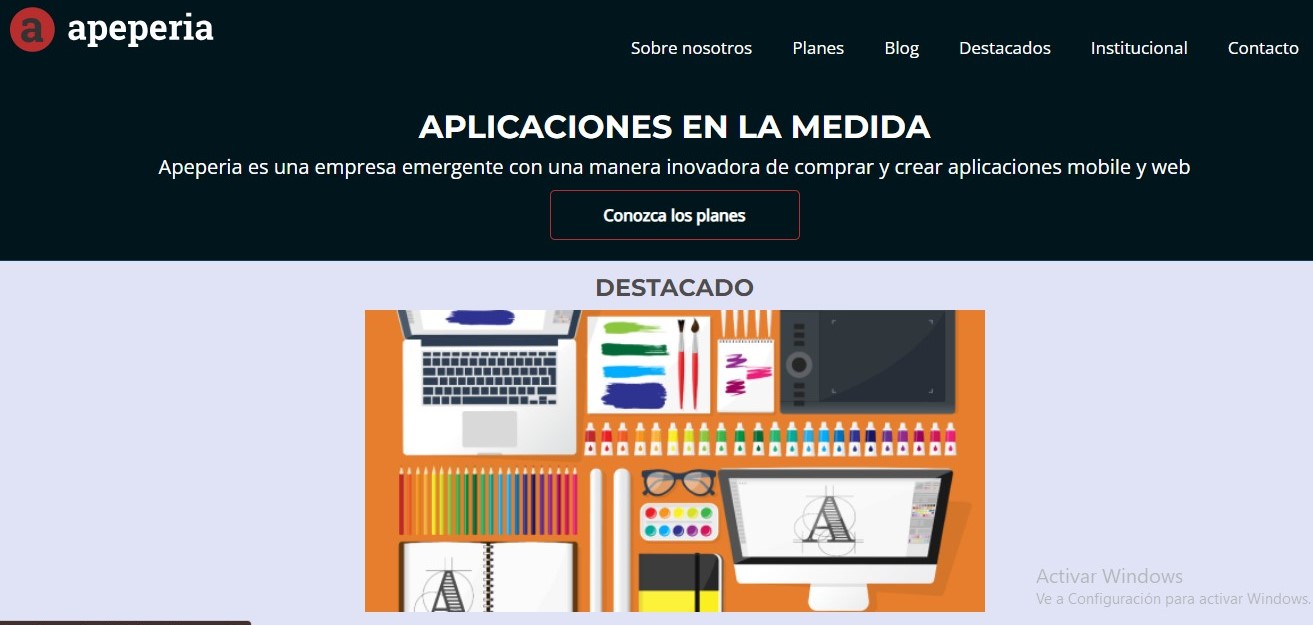 a apeperia
Sobre nosotros Planes Blog Destacados Institucional Contacto
APLICACIONES EN LA MEDIDA
Apeperia es una empresa emergente con una manera inovadora de comprar y crear aplicaciones mobile y web
Conozca los planes
DESTACADO
A
A
Activar Windows
Ve a Configuración para activar Windows.